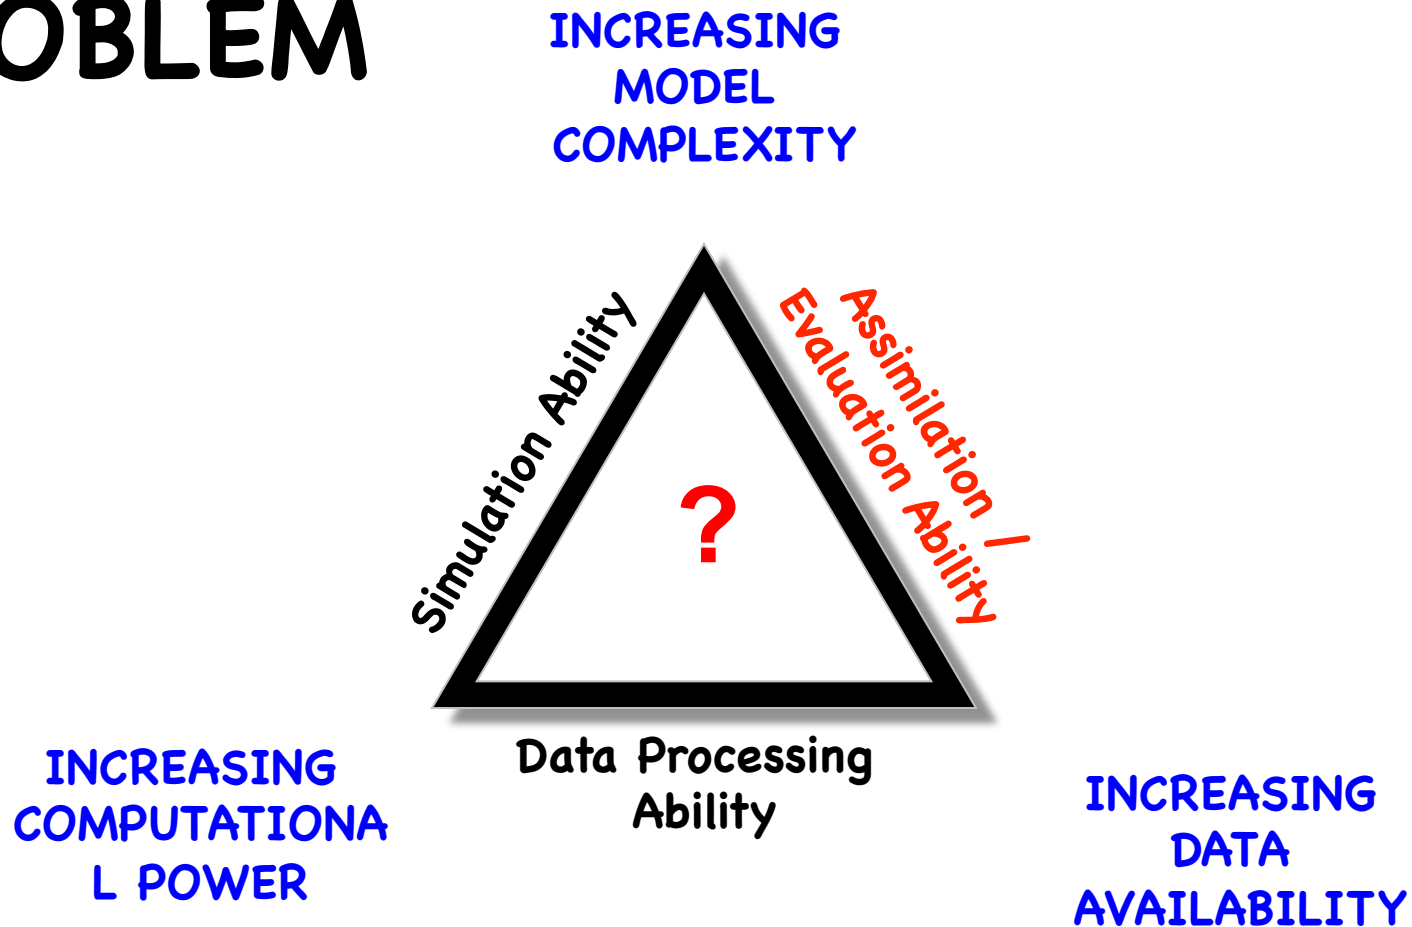 OBLEM
INCREASING
MODEL
COMPLEXITY
Simulation Ability
Assimilation /
Evaluation Ability
?
Data Processing
Ability
INCREASING
COMPUTATIONA
L POWER
INCREASING
DATA
AVAILABILITY